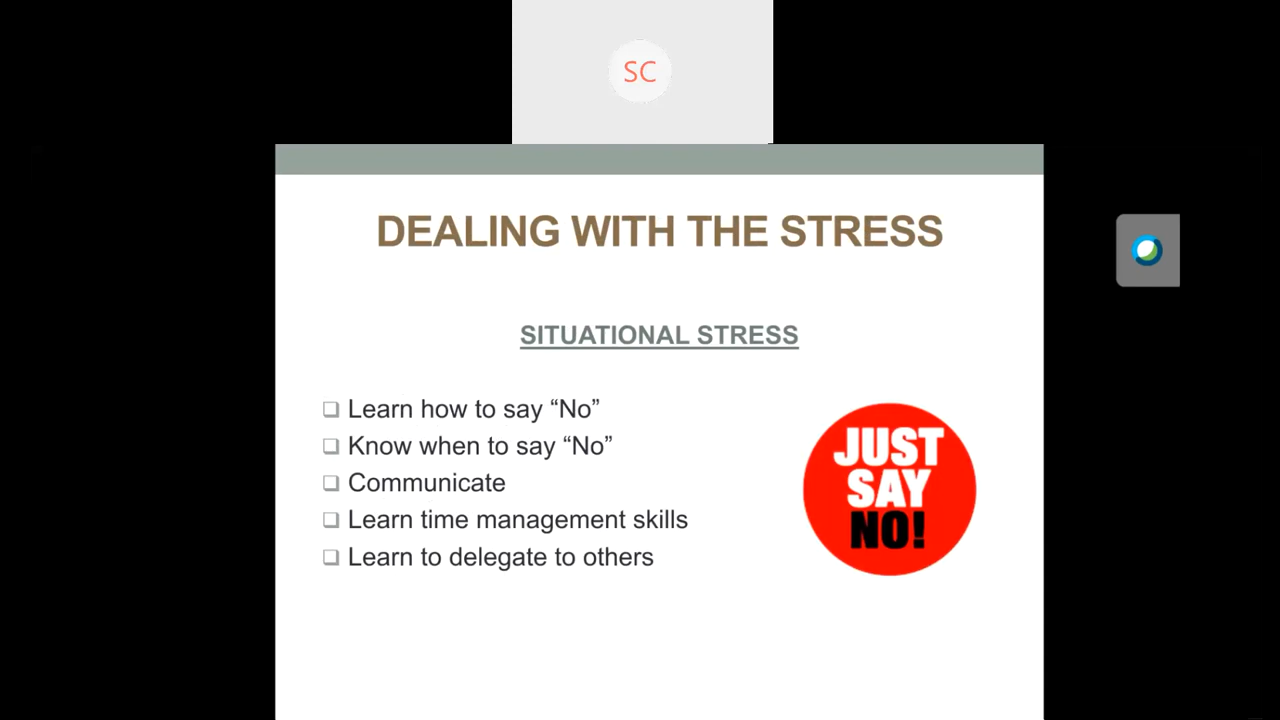 SC
DEALING WITH THE STRESS
SITUATIONAL STRESS
Learn how to say “No”
Know when to say “No”
Communicate
Learn time management skills
Learn to delegate to others
JUST
SAY
NO!